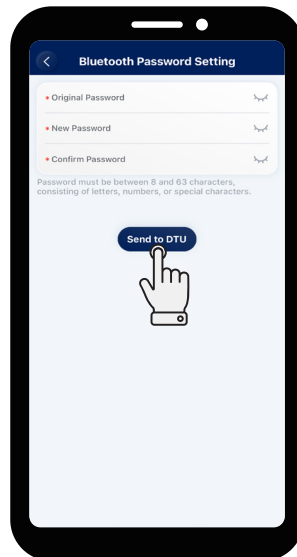 Bluetooth Password Setting
* Original Password
* New Password
* Confirm Password
Password must be between 8 and 63 characters,
consisting of letters, numbers, or special characters.
Send to DTU